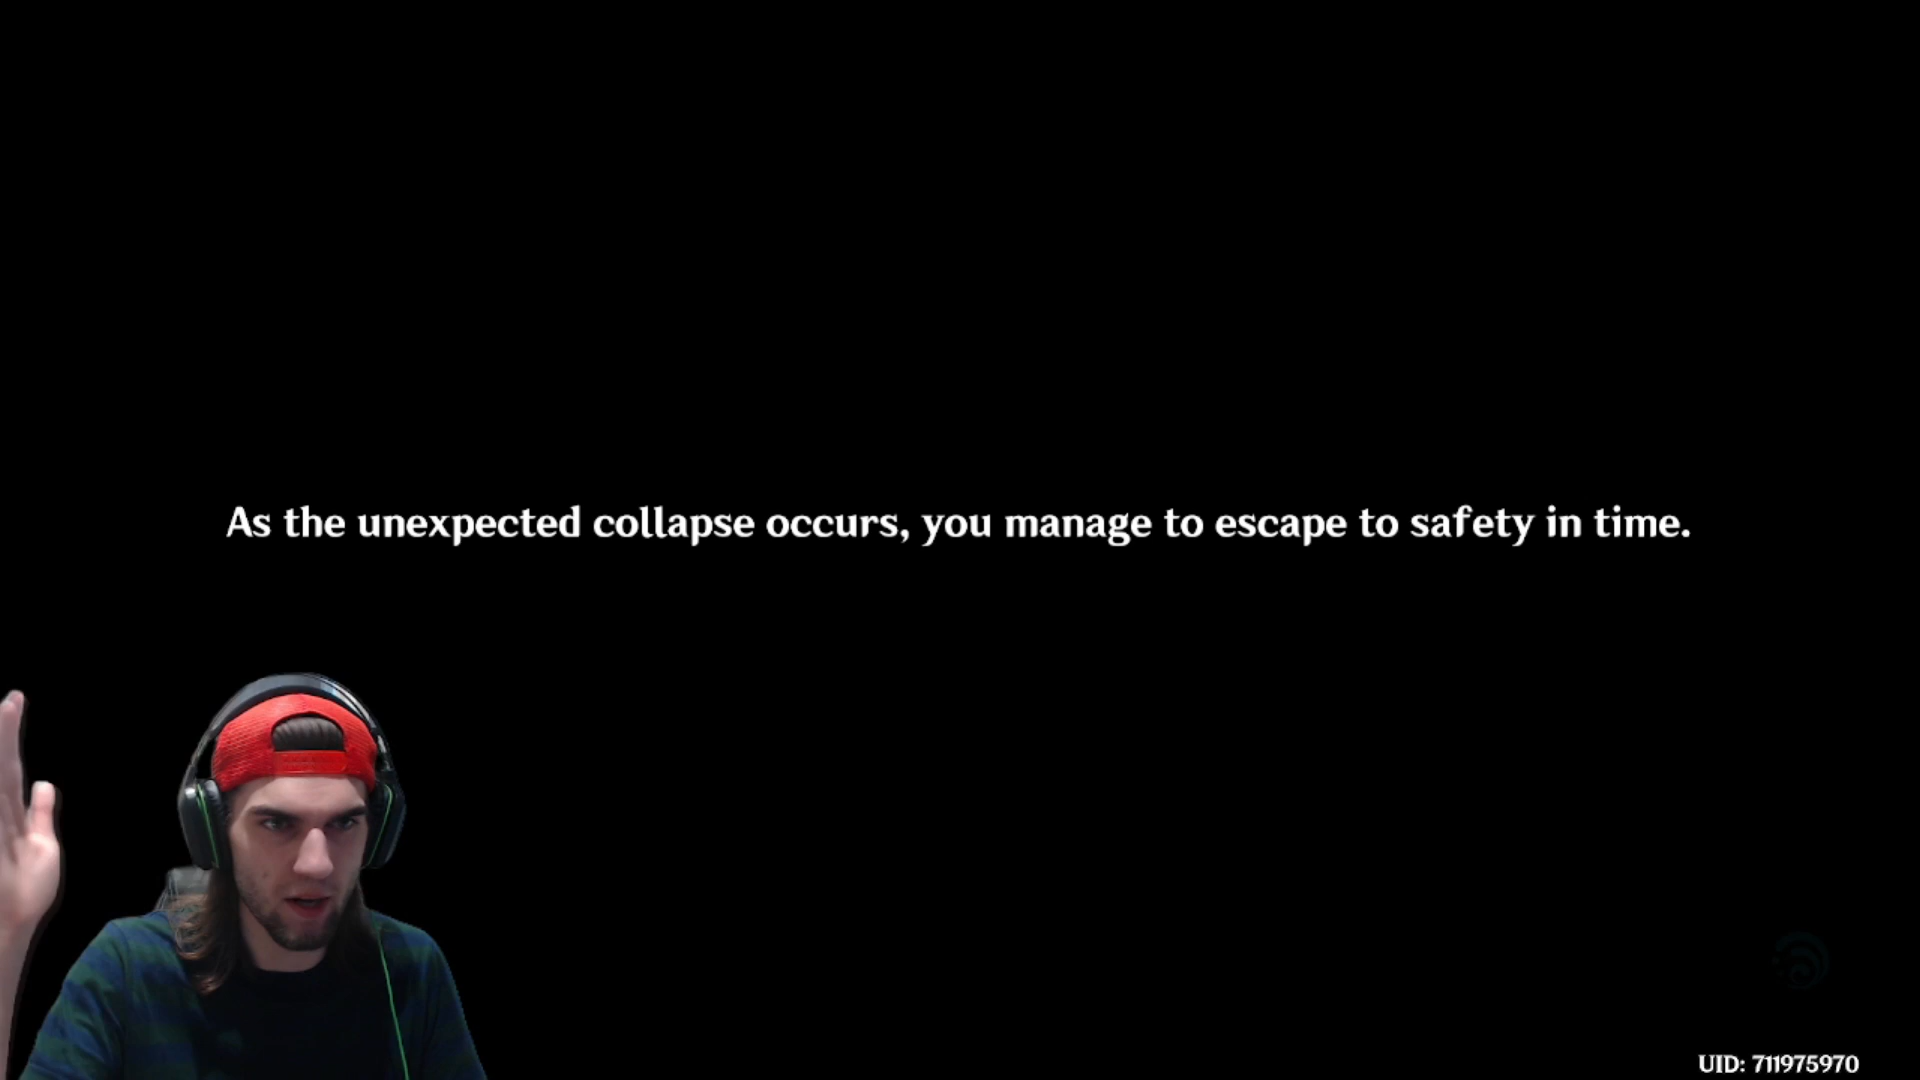 As the unexpected collapse occurs, you manage to escape to safety in time.
UID: 711975970